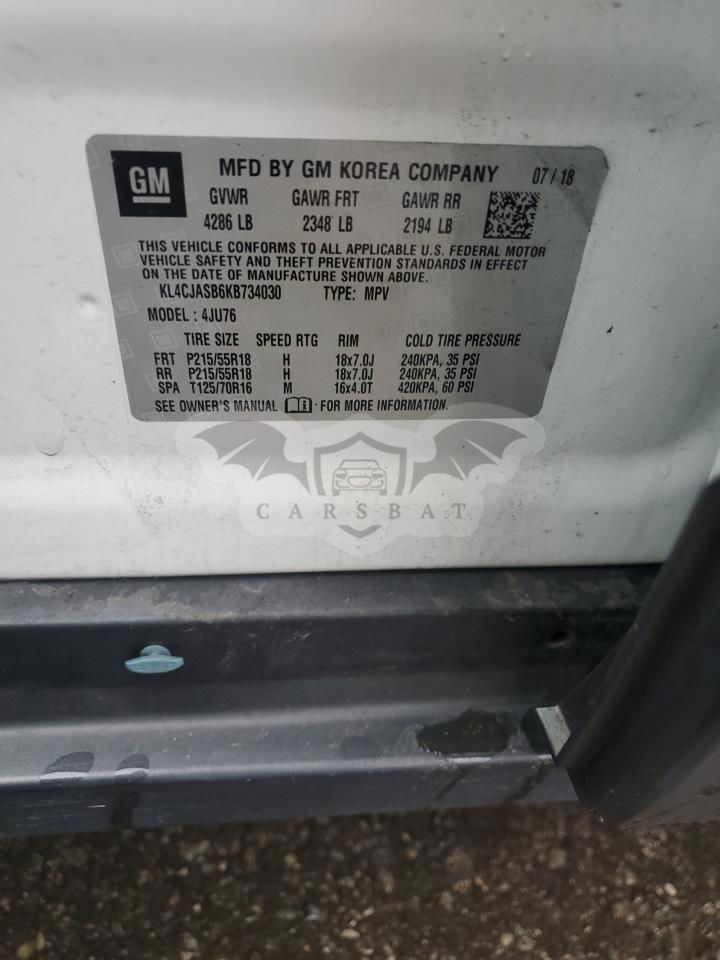 GM MFD BY GM KOREA COMPANY 07/18
GVWR GAWR FRT GAWR RR
4286 LB 2348 LB 2194 LB
THIS VEHICLE CONFORMS TO ALL APPLICABLE U.S. FEDERAL MOTOR
VEHICLE SAFETY AND THEFT PREVENTION STANDARDS IN EFFECT
ON THE DATE OF MANUFACTURE SHOWN ABOVE.
KL4CJASB6KB734030 TYPE: MPV
MODEL : 4JU76
TIRE SIZE SPEED RTG RIM COLD TIRE PRESSURE
FRT P215/55R18 H 18x7.0J 240KPA, 35 PSI
RR P215/55R18 H 18x7.0J 240KPA, 35 PSI
SPA T125/70R16 M 16x4.0T 420KPA, 60 PSI
SEE OWNER'S MANUAL - FOR MORE INFORMATION.
CARSBAT